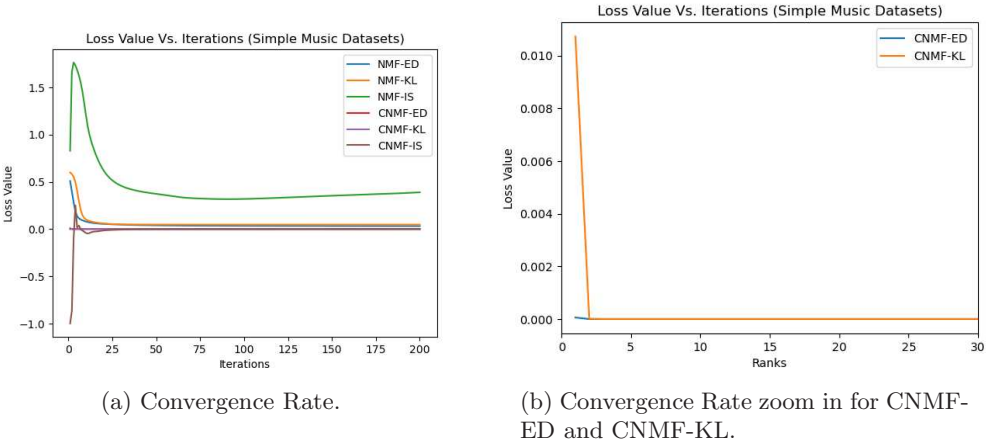 Loss Value Vs. Iterations (Simple Music Datasets)
NMF-ED
NMF-KL
NMF-IS
CNMF-ED
CNMF-KL
CNMF-IS
Loss Value
1.5
1.0
0.5
0.0
−0.5
−1.0
0 25 50 75 100 125 150 175 200
Iterations
(a) Convergence Rate.
Loss Value Vs. Iterations (Simple Music Datasets)
CNMF-ED
CNMF-KL
Loss Value
0.010
0.008
0.006
0.004
0.002
0.000
0 5 10 15 20 25 30
Ranks
(b) Convergence Rate zoom in for CNMF-
ED and CNMF-KL.